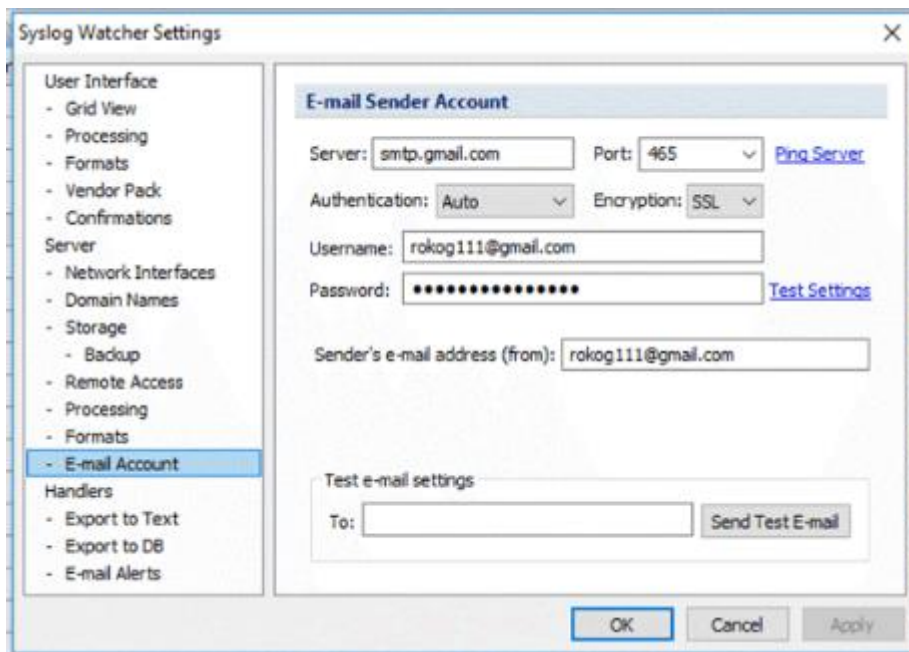 Syslog Watcher Settings
User Interface
- Grid View
- Processing
- Formats
- Vendor Pack
- Confirmations
Server
- Network Interfaces
- Domain Names
- Storage
- Backup
- Remote Access
- Processing
- Formats
- E-mail Account
Handlers
- Export to Text
- Export to DB
- E-mail Alerts
E-mail Sender Account
Server: smtp.gmail.com Port: 465 Ping Server
Authentication: Auto Encryption: SSL
Username: rokog111@gmail.com
Password: ●●●●●●●●●●●●●●● Test Settings
Sender's e-mail address (from): rokog111@gmail.com
Test e-mail settings
To: Send Test E-mail
OK Cancel Apply